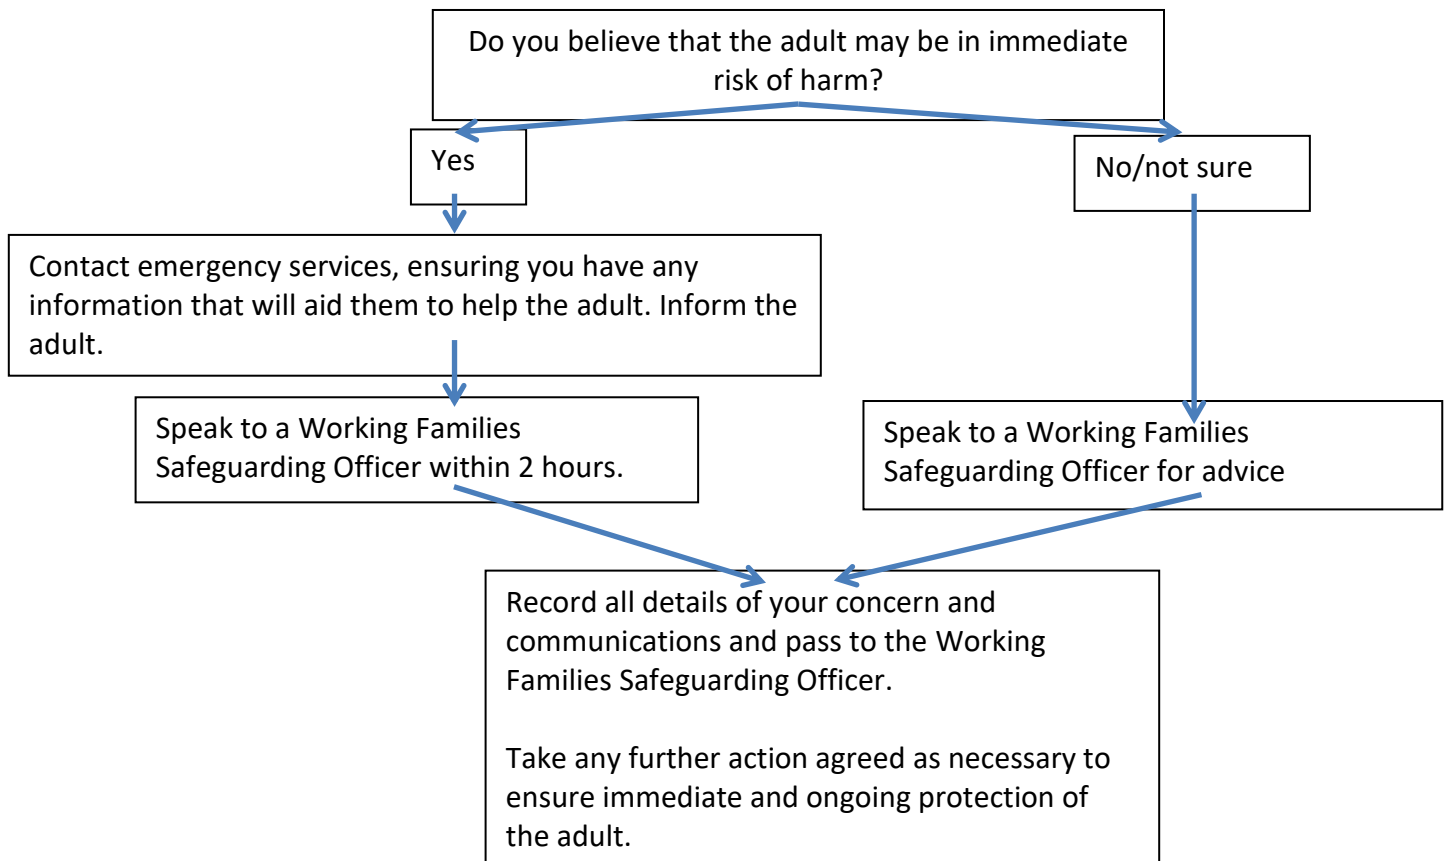 Do you believe that the adult may be in immediate
risk of harm?
Yes
No/not sure
Contact emergency services, ensuring you have any
information that will aid them to help the adult. Inform the
adult.
Speak to a Working Families
Safeguarding Officer within 2 hours.
Speak to a Working Families
Safeguarding Officer for advice
Record all details of your concern and
communications and pass to the Working
Families Safeguarding Officer.
Take any further action agreed as necessary to
ensure immediate and ongoing protection of
the adult.